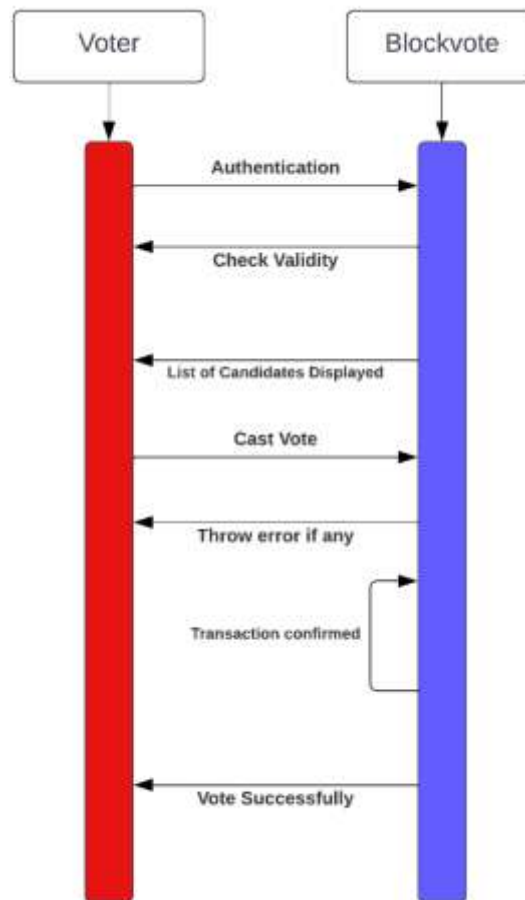 Voter
Blockvote
Authentication
Check Validity
List of Candidates Displayed
Cast Vote
Throw error if any
Transaction confirmed
Vote Successfully